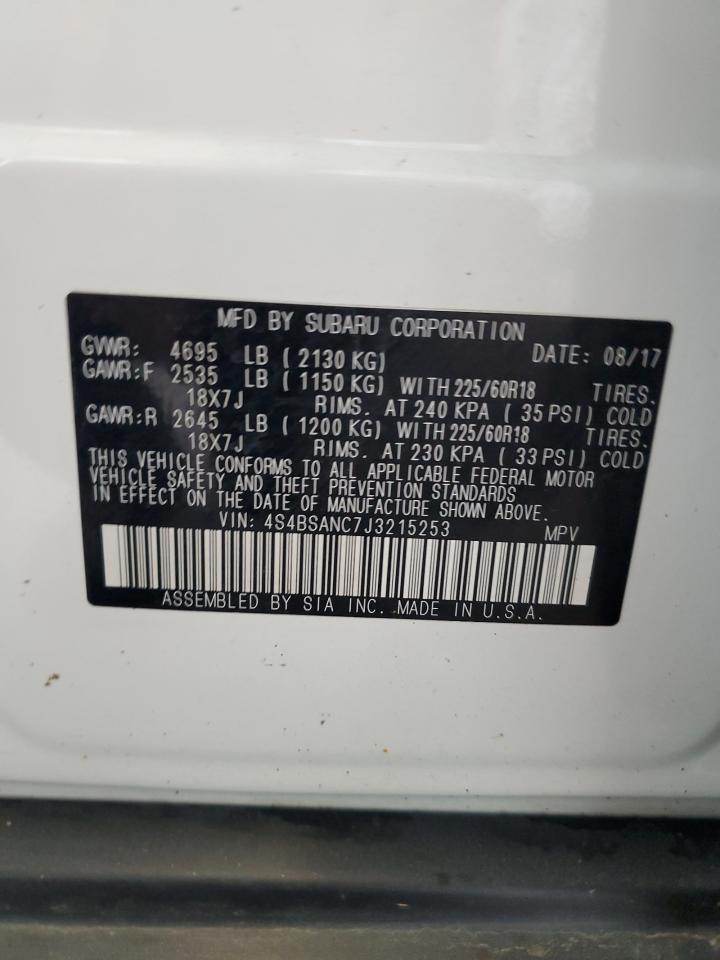 MFD BY SUBARU CORPORATION
GVWR: 4695 LB ( 2130 KG) DATE: 08/17
GAWR:F 2535 LB ( 1150 KG) WITH 225/60R18 TIRES.
18X7J RIMS. AT 240 KPA ( 35 PSI) COLD
GAWR:R 2645 LB ( 1200 KG) WITH 225/60R18 TIRES.
18X7J RIMS. AT 230 KPA ( 33 PSI) COLD
THIS VEHICLE CONFORMS TO ALL APPLICABLE FEDERAL MOTOR
VEHICLE SAFETY AND THEFT PREVENTION STANDARDS
IN EFFECT ON THE DATE OF MANUFACTURE SHOWN ABOVE.
VIN: 4S4BSANC7J3215253 MPV
ASSEMBLED BY SIA INC. MADE IN U.S.A.